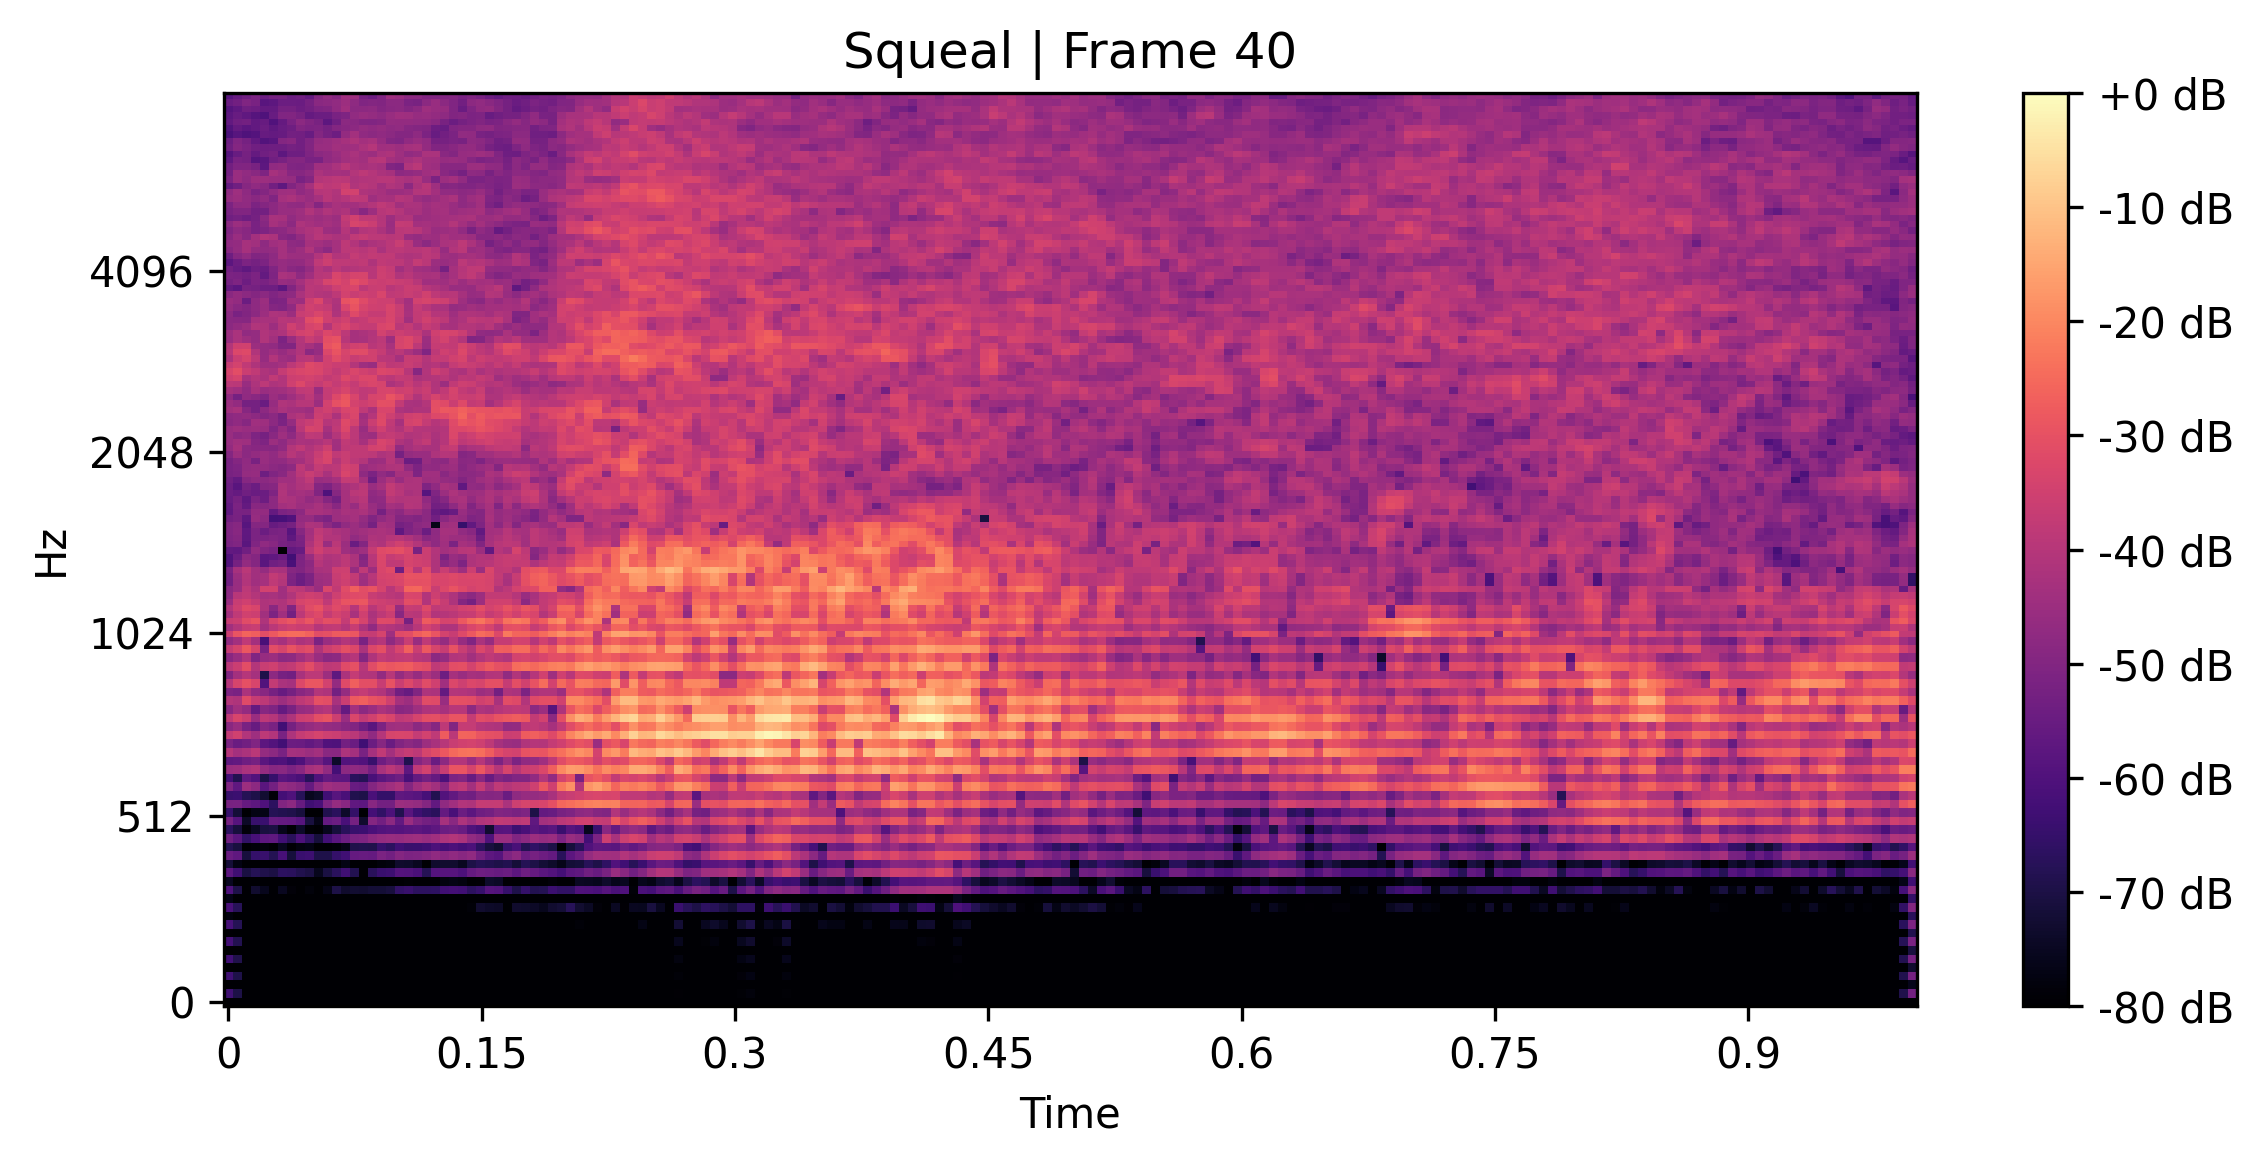 Squeal | Frame 40
Hz
4096
2048
1024
512
0
0 0.15 0.3 0.45 0.6 0.75 0.9
Time
+0 dB
-10 dB
-20 dB
-30 dB
-40 dB
-50 dB
-60 dB
-70 dB
-80 dB